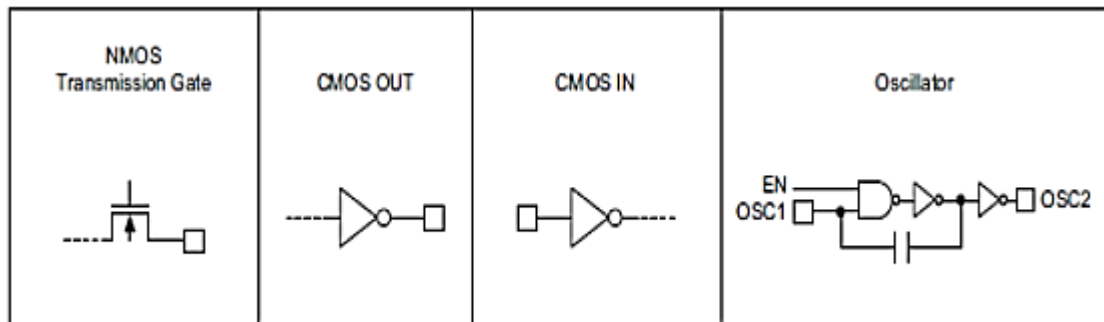 NMOS
Transmission Gate
CMOS OUT
CMOS IN
Oscillator
EN
OSC1
OSC2